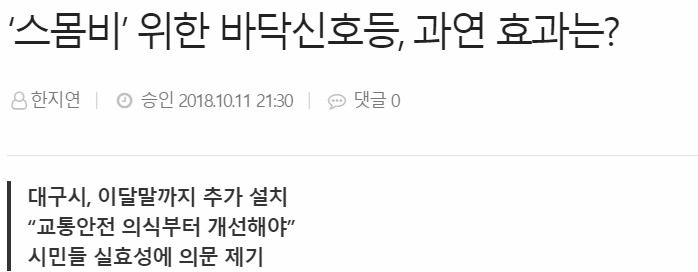 ‘스몸비’ 위한 바닥신호등, 과연 효과는?
한지연 승인 2018.10.11 21:30 댓글 0
대구시, 이달말까지 추가 설치
“교통안전 의식부터 개선해야”
시민들 실효성에 의문 제기